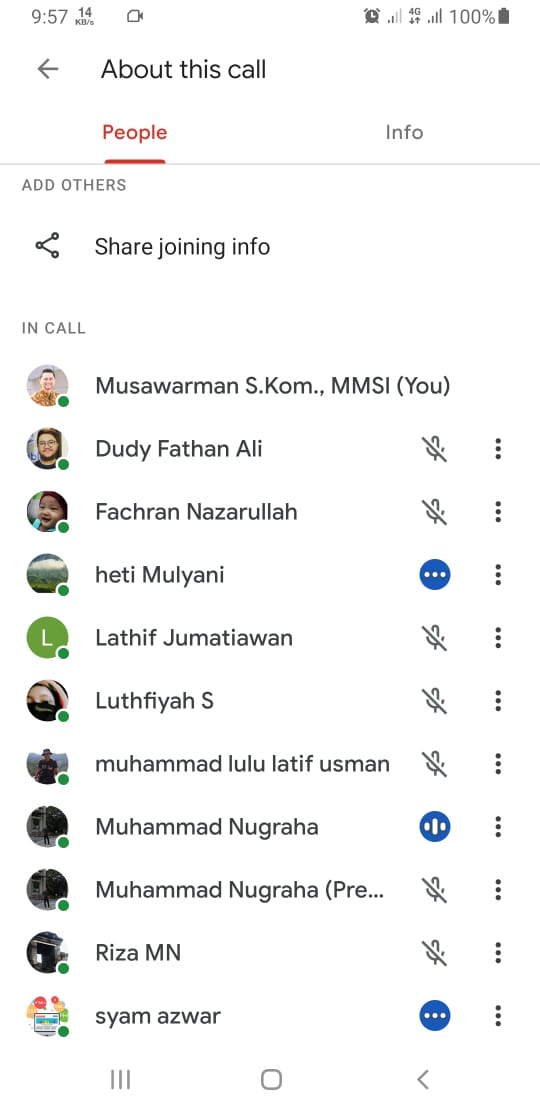 9:57 14 KB/s 4G 100%
About this call
People Info
ADD OTHERS
Share joining info
IN CALL
Musawarman S.Kom., MMSI (You)
Dudy Fathan Ali
Fachran Nazarullah
heti Mulyani
L Lathif Jumatiawan
Luthfiyah S
muhammad lulu latif usman
Muhammad Nugraha
Muhammad Nugraha (Pre...
Riza MN
syam azwar